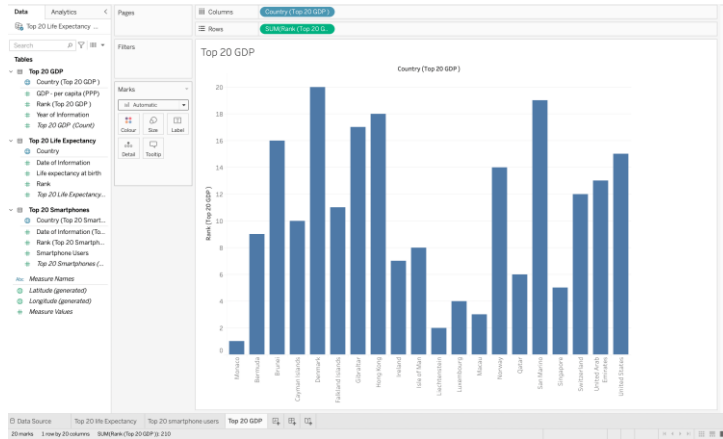 Data Analytics <
Top 20 Life Expectancy ...
Search
Tables
Top 20 GDP
Country (Top 20 GDP )
GDP - per capita (PPP)
Rank (Top 20 GDP )
Year of Information
Top 20 GDP (Count)
Top 20 Life Expectancy
Country
Date of Information
Life expectancy at birth
Rank
Top 20 Life Expectancy...
Top 20 Smartphones
Country (Top 20 Smart...
Date of Information (To...
Rank (Top 20 Smartph...
Smartphone Users
Top 20 Smartphones (...
Abc Measure Names
Latitude (generated)
Longitude (generated)
Measure Values
Pages
Filters
Marks
Automatic
Colour Size Label
Detail Tooltip
Columns Country (Top 20 GDP )
Rows SUM(Rank (Top 20 G..
Top 20 GDP
Country (Top 20 GDP )
Rank (Top 20 GDP )
20
18
16
14
12
10
8
6
4
2
0
Monaco
Bermuda
Brunei
Cayman Islands
Denmark
Falkland Islands
Gibraltar
Hong Kong
Ireland
Isle of Man
Liechtenstein
Luxembourg
Macau
Norway
Qatar
San Marino
Singapore
Switzerland
United Arab
Emirates
United States
Data Source Top 20 life Expectancy Top 20 smartphone users Top 20 GDP
20 marks 1 row by 20 columns SUM(Rank (Top 20 GDP )): 210